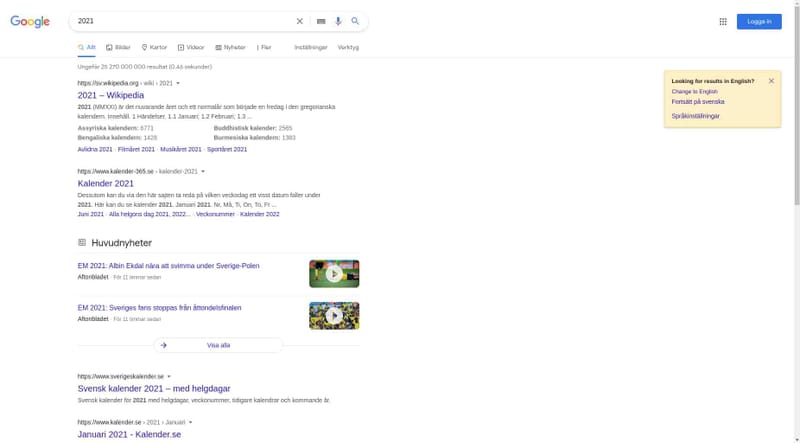 Google
2021
Logga in
Allt
Bilder
Kartor
Videor
Nyheter
Fler
Inställningar
Verktyg
Ungefär 25 270 000 000 resultat (0,44 sekunder)
https://sv.wikipedia.org › wiki › 2021
2021 – Wikipedia
2021 (MMXXI) är det nuvarande året och ett normalår som började en fredag i den gregorianska
kalendern. Innehåll. 1 Händelser. 1.1 Januari; 1.2 Februari; 1.3 ...
Assyriska kalendern: 6771
Buddhistisk kalender: 2565
Bengaliska kalendern: 1428
Burmesiska kalendern: 1383
Avlidna 2021 · Filmåret 2021 · Musikåret 2021 · Sportåret 2021
https://www.kalender-365.se › kalender-2021
Kalender 2021
Dessutom kan du via den här sajten ta reda på vilken veckodag ett visst datum faller under
2021. Här kan du se kalender 2021. Januari 2021. Nr, Må, Ti, On, To, Fr ...
Juni 2021 · Alla helgons dag 2021, 2022... · Veckonummer · Kalender 2022
Huvudnyheter
EM 2021: Albin Ekdal nära att svimma under Sverige-Polen
Aftonbladet · För 11 timmar sedan
EM 2021: Sveriges fans stoppas från åttondelsfinalen
Aftonbladet · För 11 timmar sedan
Visa alla
https://www.sverigeskalender.se
Svensk kalender 2021 – med helgdagar
Svensk kalender för 2021 med helgdagar, veckonummer, tidigare kalendrar och kommande år.
https://www.kalender.se › 2021 › Januari
Januari 2021 - Kalender.se
Looking for results in English?
Change to English
Fortsätt på svenska
Språkinställningar